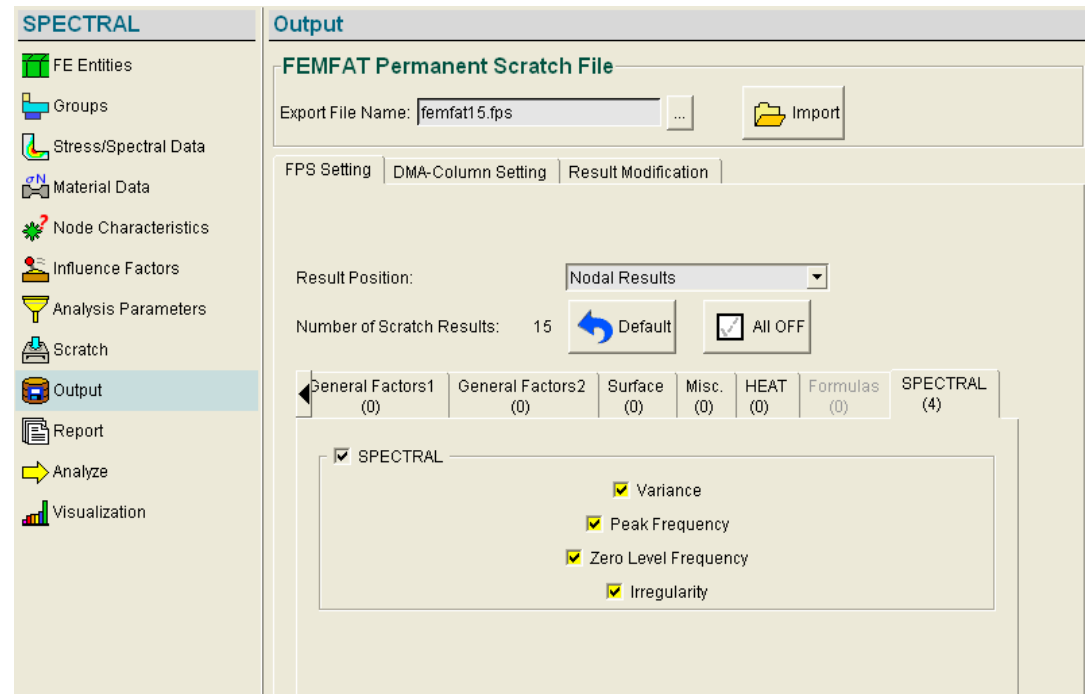 SPECTRAL
FE Entities
Groups
Stress/Spectral Data
σN
Material Data
Node Characteristics
Influence Factors
Analysis Parameters
Scratch
Output
Report
Analyze
Visualization
Output
FEMFAT Permanent Scratch File
Export File Name: femfat15.fps ... Import
FPS Setting DMA-Column Setting Result Modification
Result Position: Nodal Results
Number of Scratch Results: 15 Default All OFF
General Factors1 General Factors2 Surface Misc. HEAT Formulas SPECTRAL
(0) (0) (0) (0) (0) (0) (4)
SPECTRAL
Variance
Peak Frequency
Zero Level Frequency
Irregularity